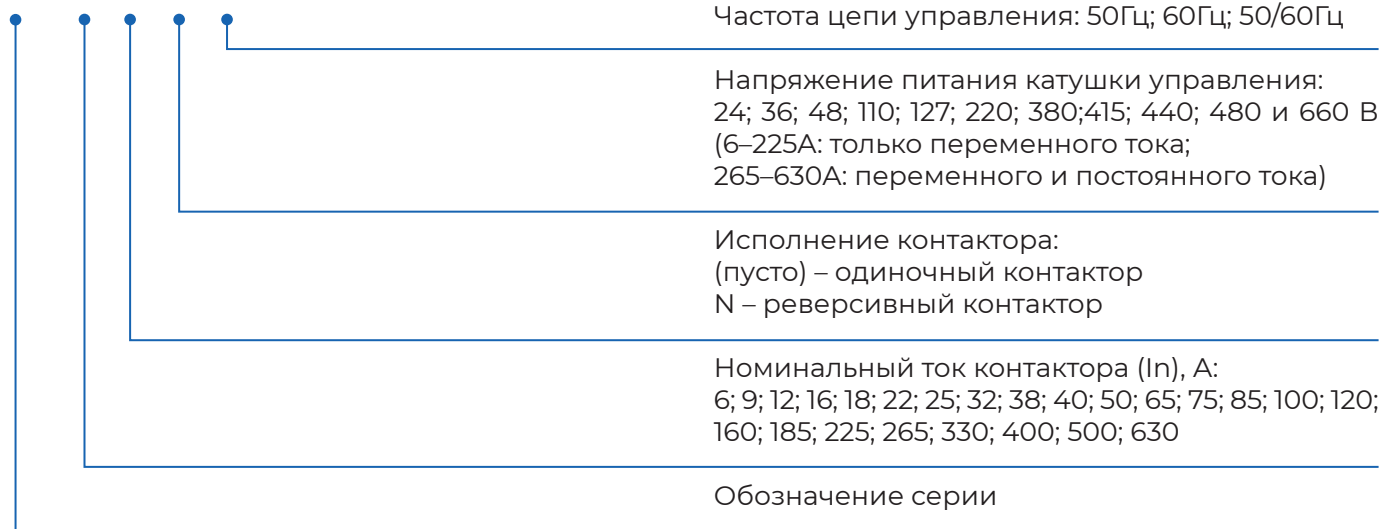 Частота цепи управления: 50Гц; 60Гц; 50/60Гц
Напряжение питания катушки управления:
24; 36; 48; 110; 127; 220; 380;415; 440; 480 и 660 В
(6–225А: только переменного тока;
265–630А: переменного и постоянного тока)
Исполнение контактора:
(пусто) – одиночный контактор
N – реверсивный контактор
Номинальный ток контактора (In), А:
6; 9; 12; 16; 18; 22; 25; 32; 38; 40; 50; 65; 75; 85; 100; 120;
160; 185; 225; 265; 330; 400; 500; 630
Обозначение серии